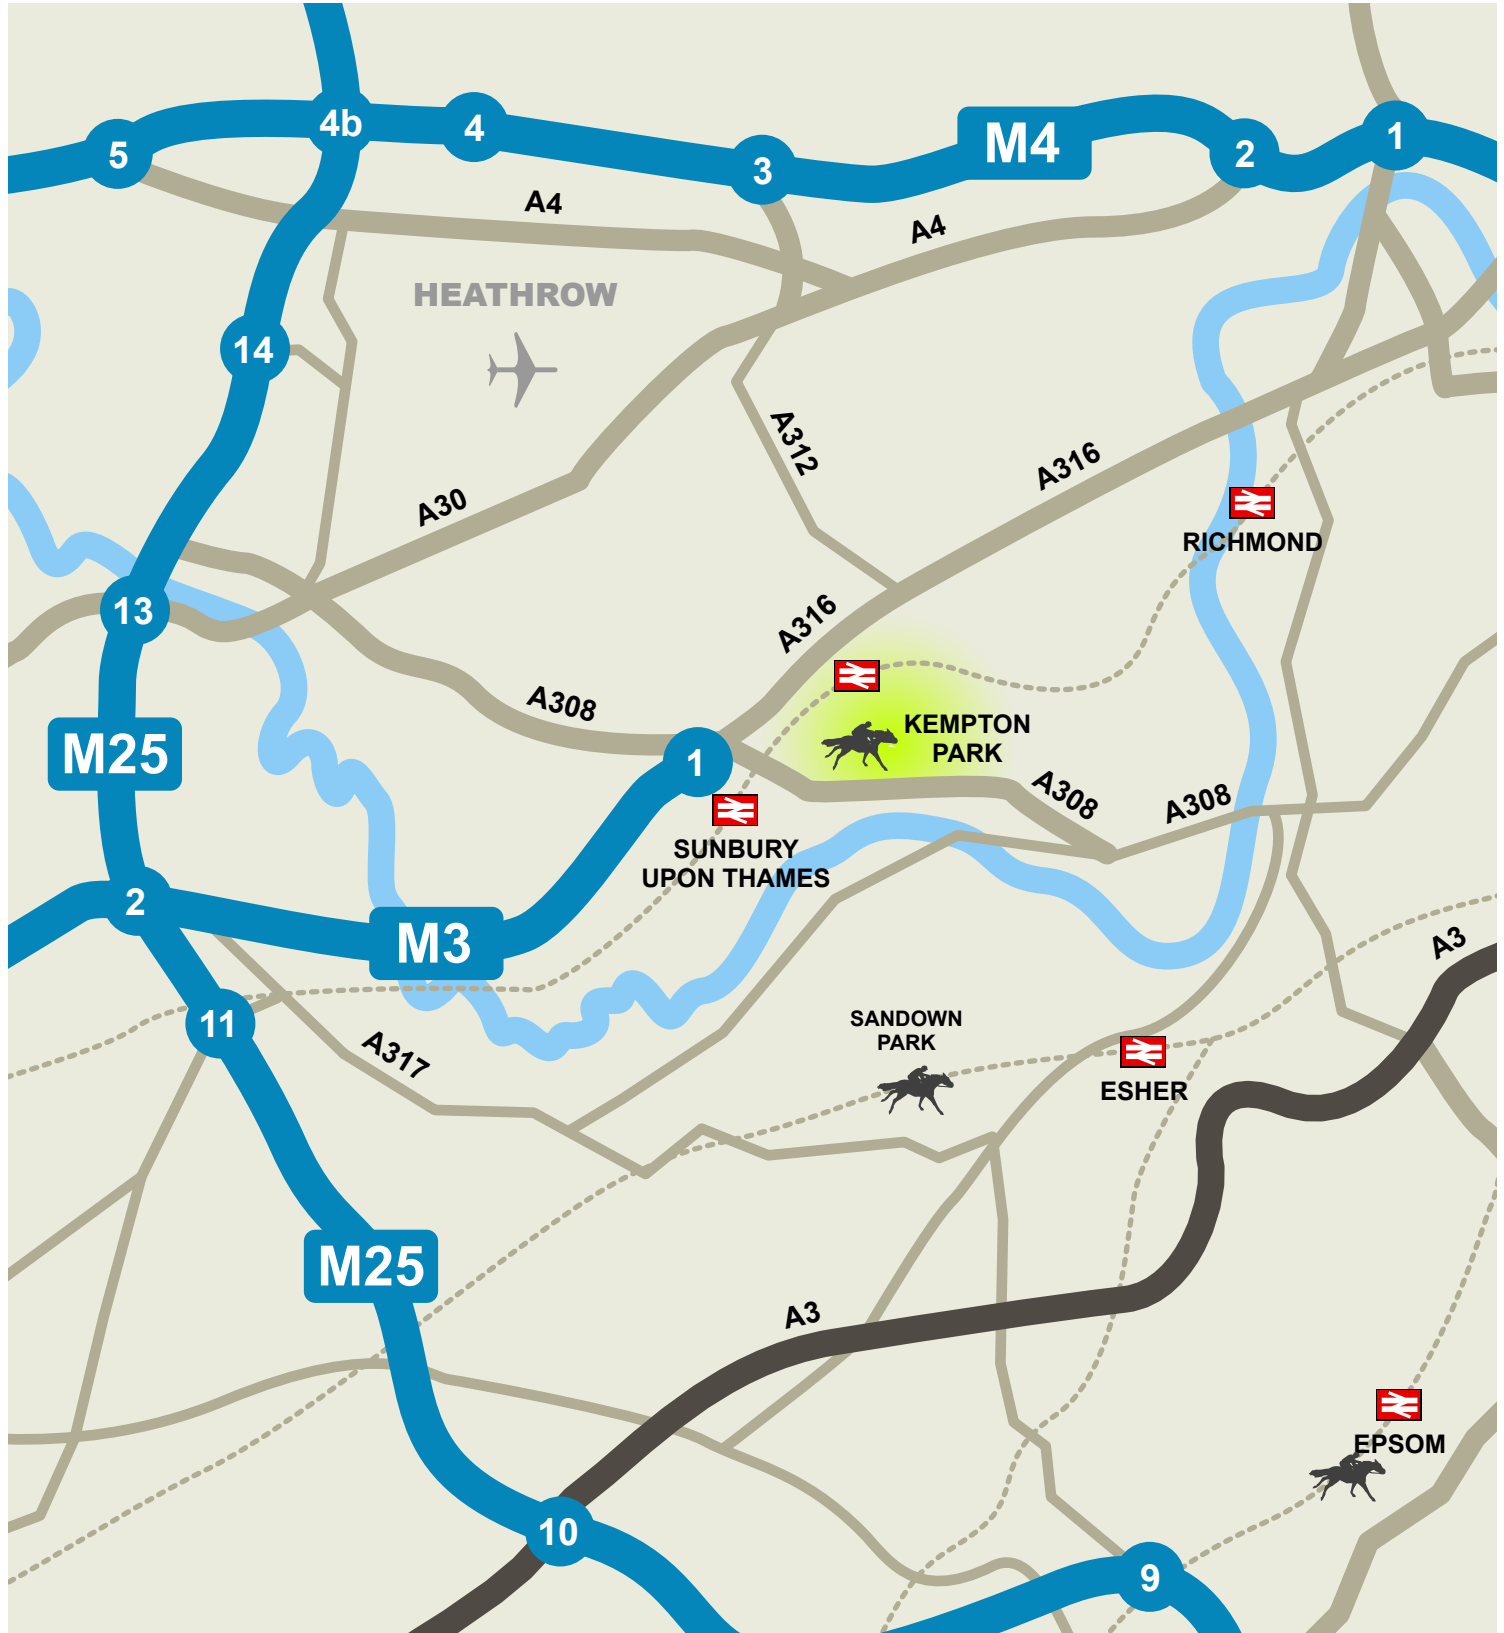 4b
4
5
3
M4
2
1
A4
A4
HEATHROW
14
A312
A316
A30
RICHMOND
13
A316
A308
KEMPTON
PARK
M25
1
A308
A308
SUNBURY
UPON THAMES
2
M3
A3
11
SANDOWN
PARK
A317
ESHER
M25
A3
EPSOM
10
9